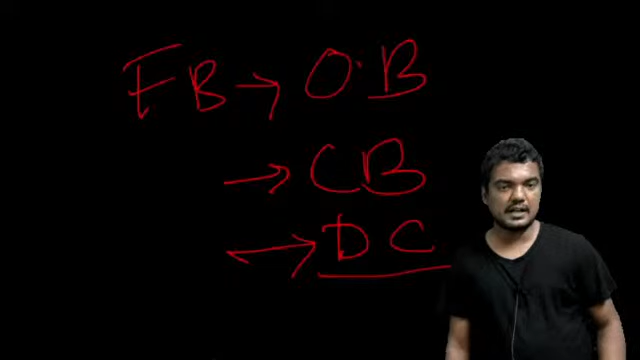 FB → O.B
→ CB
→ DC